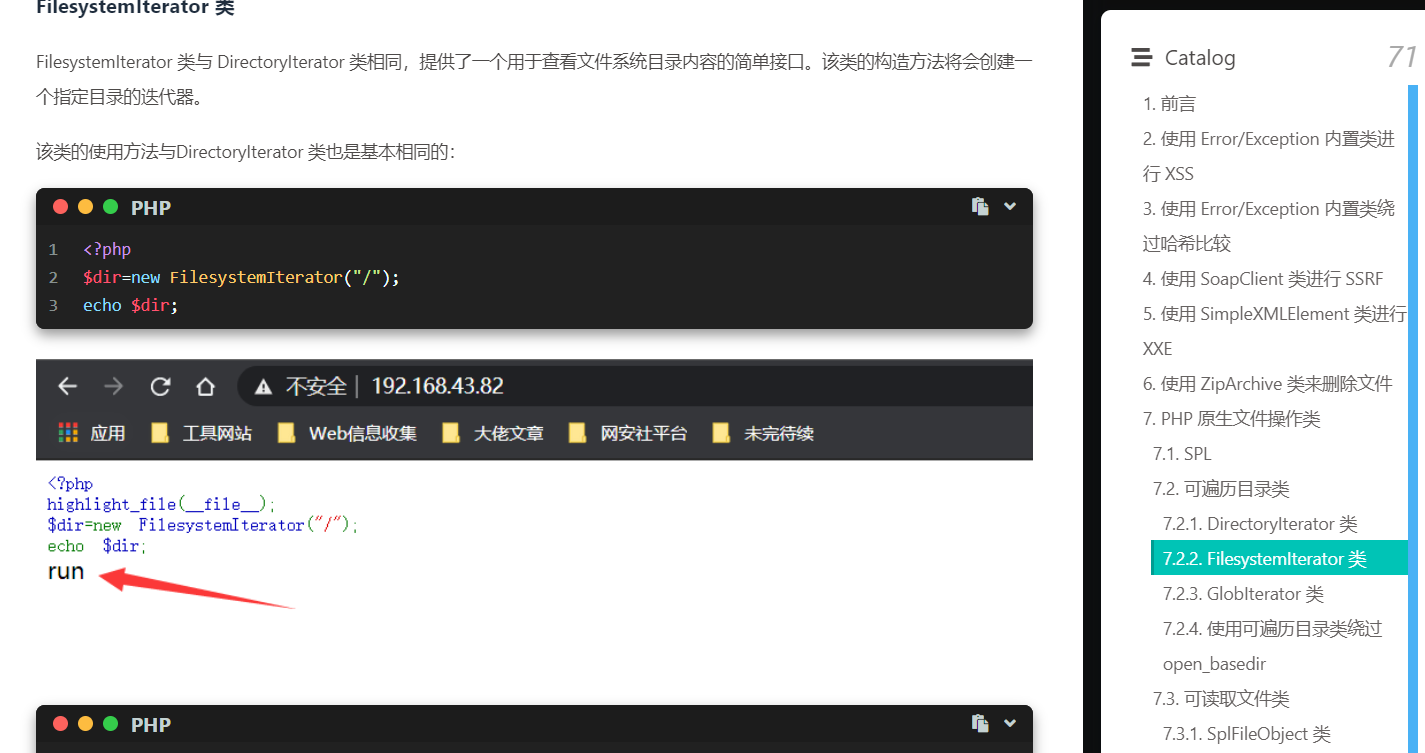 FilesystemIterator 类
FilesystemIterator 类与 DirectoryIterator 类相同，提供了一个用于查看文件系统目录内容的简单接口。该类的构造方法将会创建一
个指定目录的迭代器。
该类的使用方法与DirectoryIterator 类也是基本相同的：
PHP
1 <?php
2 $dir=new FilesystemIterator("/");
3 echo $dir;
不安全 | 192.168.43.82
应用 工具网站 Web信息收集 大佬文章 网安社平台 未完待续
<?php
highlight_file(__file__);
$dir=new FilesystemIterator("/");
echo $dir;
run
PHP
Catalog 71
1. 前言
2. 使用 Error/Exception 内置类进
行 XSS
3. 使用 Error/Exception 内置类绕
过哈希比较
4. 使用 SoapClient 类进行 SSRF
5. 使用 SimpleXMLElement 类进行
XXE
6. 使用 ZipArchive 类来删除文件
7. PHP 原生文件操作类
7.1. SPL
7.2. 可遍历目录类
7.2.1. DirectoryIterator 类
7.2.2. FilesystemIterator 类
7.2.3. GlobIterator 类
7.2.4. 使用可遍历目录类绕过
open_basedir
7.3. 可读取文件类
7.3.1. SplFileObject 类